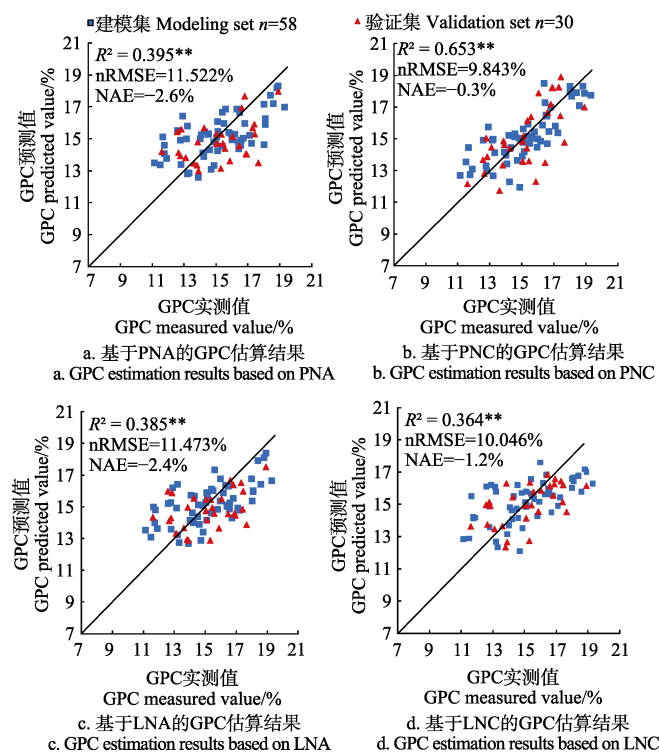 建模集 Modeling set n=58
验证集 Validation set n=30
R² = 0.395**
nRMSE=11.522%
NAE=−2.6%
GPC预测值
GPC predicted value/%
21
19
17
15
13
11
9
7
7 9 11 13 15 17 19 21
GPC实测值
GPC measured value/%
a. 基于PNA的GPC估算结果
a. GPC estimation results based on PNA
R² = 0.653**
nRMSE=9.843%
NAE=−0.3%
GPC预测值
GPC predicted value/%
21
19
17
15
13
11
9
7
7 9 11 13 15 17 19 21
GPC实测值
GPC measured value/%
b. 基于PNC的GPC估算结果
b. GPC estimation results based on PNC
R² = 0.385**
nRMSE=11.473%
NAE=−2.4%
GPC预测值
GPC predicted value/%
21
19
17
15
13
11
9
7
7 9 11 13 15 17 19 21
GPC实测值
GPC measured value/%
c. 基于LNA的GPC估算结果
c. GPC estimation results based on LNA
R² = 0.364**
nRMSE=10.046%
NAE=−1.2%
GPC预测值
GPC predicted value/%
21
19
17
15
13
11
9
7
7 9 11 13 15 17 19 21
GPC实测值
GPC measured value/%
d. 基于LNC的GPC估算结果
d. GPC estimation results based on LNC